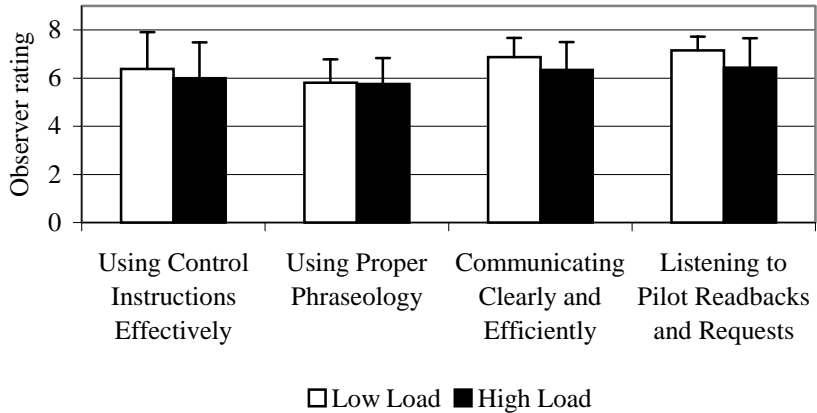 Observer rating
8
6
4
2
0
Using Control
Instructions
Effectively
Using Proper
Phraseology
Communicating
Clearly and
Efficiently
Listening to
Pilot Readbacks
and Requests
Low Load
High Load